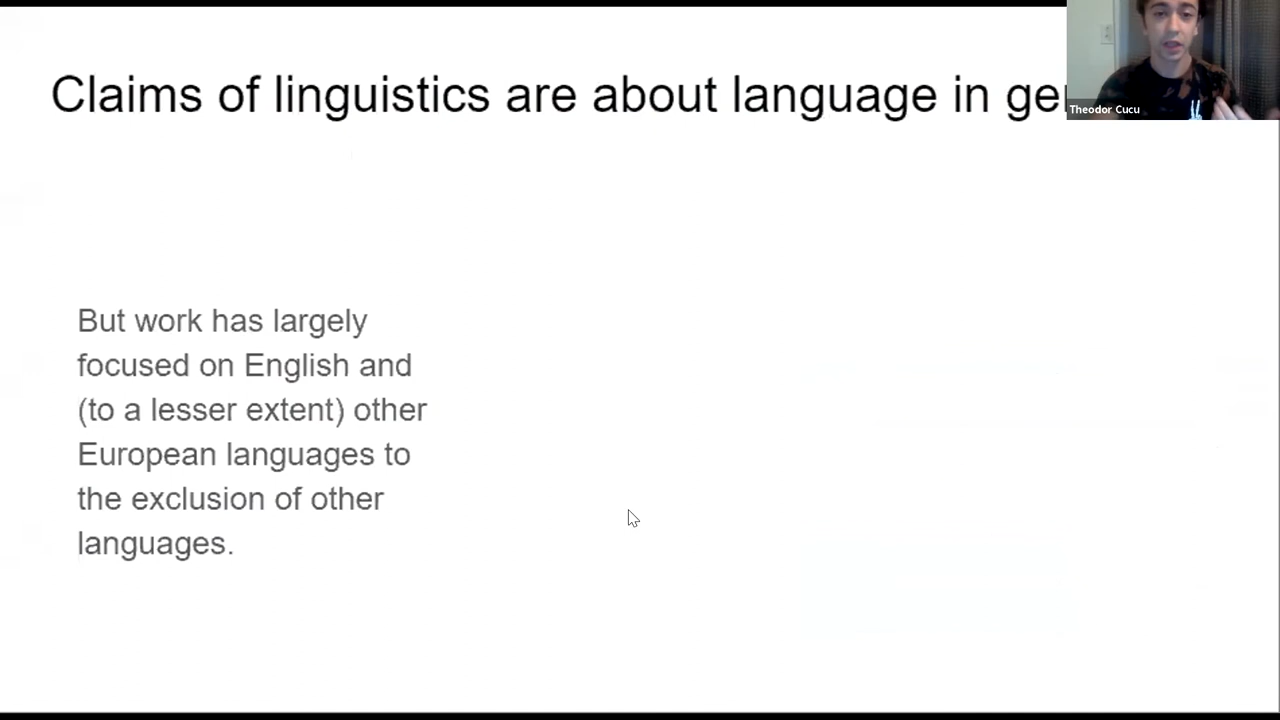 Claims of linguistics are about language in
Theodor Cucu
But work has largely
focused on English and
(to a lesser extent) other
European languages to
the exclusion of other
languages.